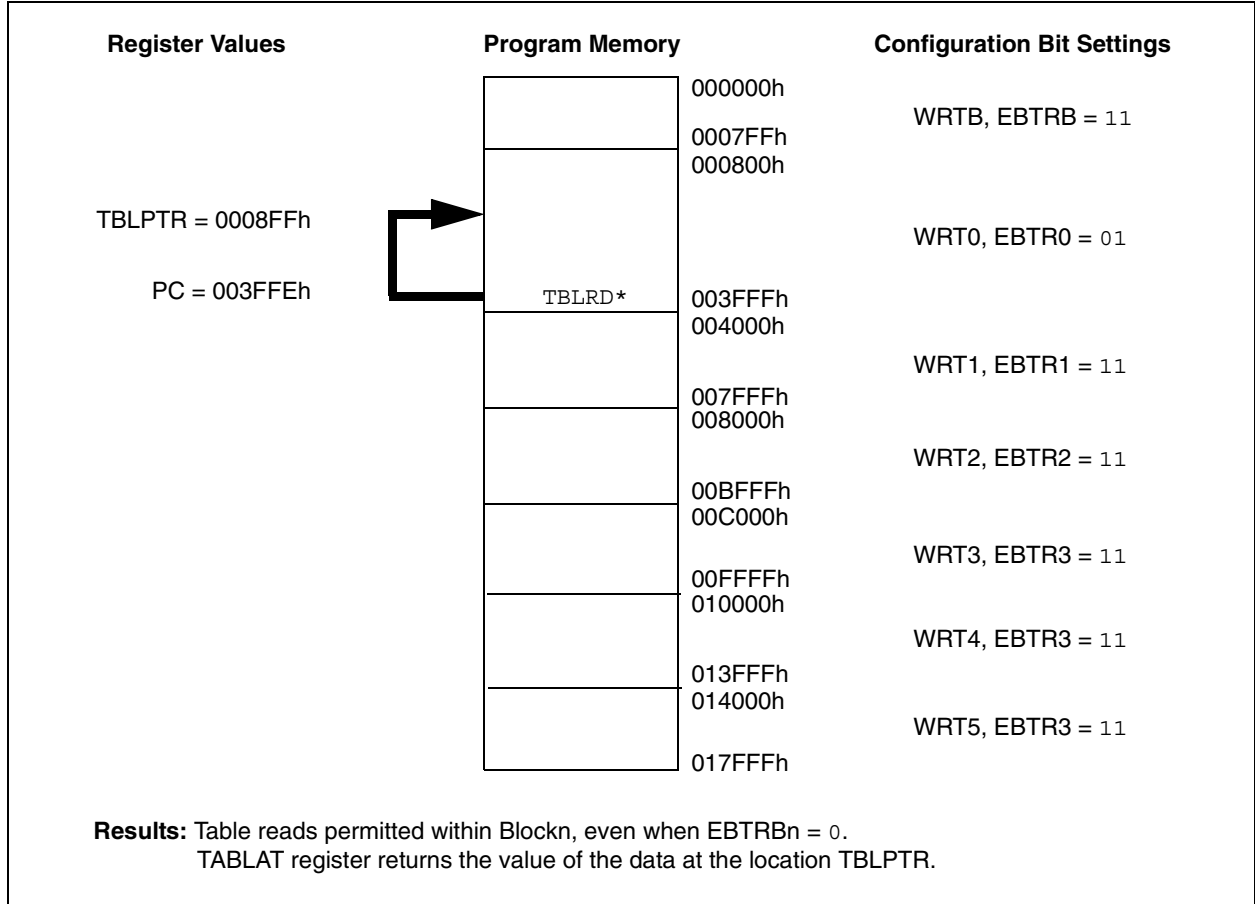 Register Values Program Memory Configuration Bit Settings
000000h
WRTB, EBTRB = 11
0007FFh
000800h
TBLPTR = 0008FFh
WRT0, EBTR0 = 01
PC = 003FFEh
TBLRD*
003FFFh
004000h
WRT1, EBTR1 = 11
007FFFh
008000h
WRT2, EBTR2 = 11
00BFFFh
00C000h
WRT3, EBTR3 = 11
00FFFFh
010000h
WRT4, EBTR3 = 11
013FFFh
014000h
WRT5, EBTR3 = 11
017FFFh
Results: Table reads permitted within Blockn, even when EBTRBn = 0.
TABLAT register returns the value of the data at the location TBLPTR.